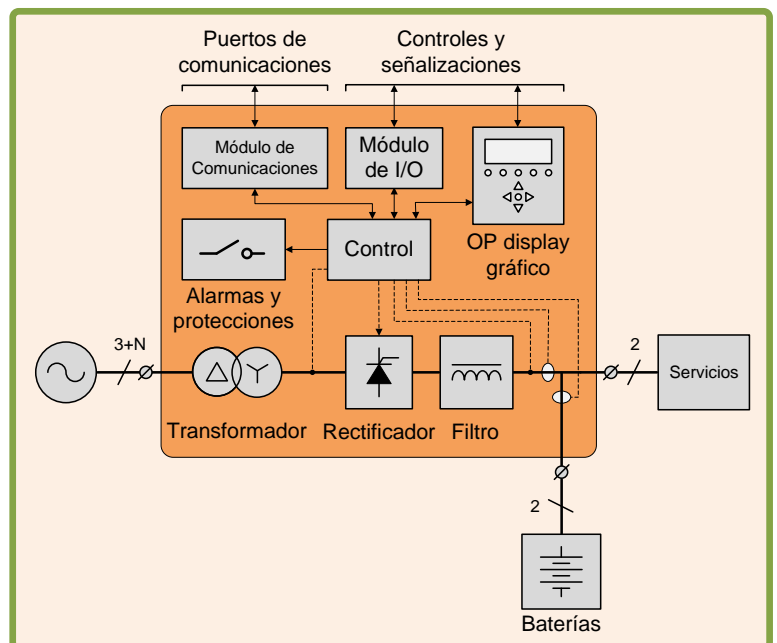 Puertos de
comunicaciones
Controles y
señalizaciones
Módulo de
Comunicaciones
Módulo
de I/O
Control
OP display
gráfico
Alarmas y
protecciones
3+N
2
Servicios
Transformador
Rectificador
Filtro
2
Baterías